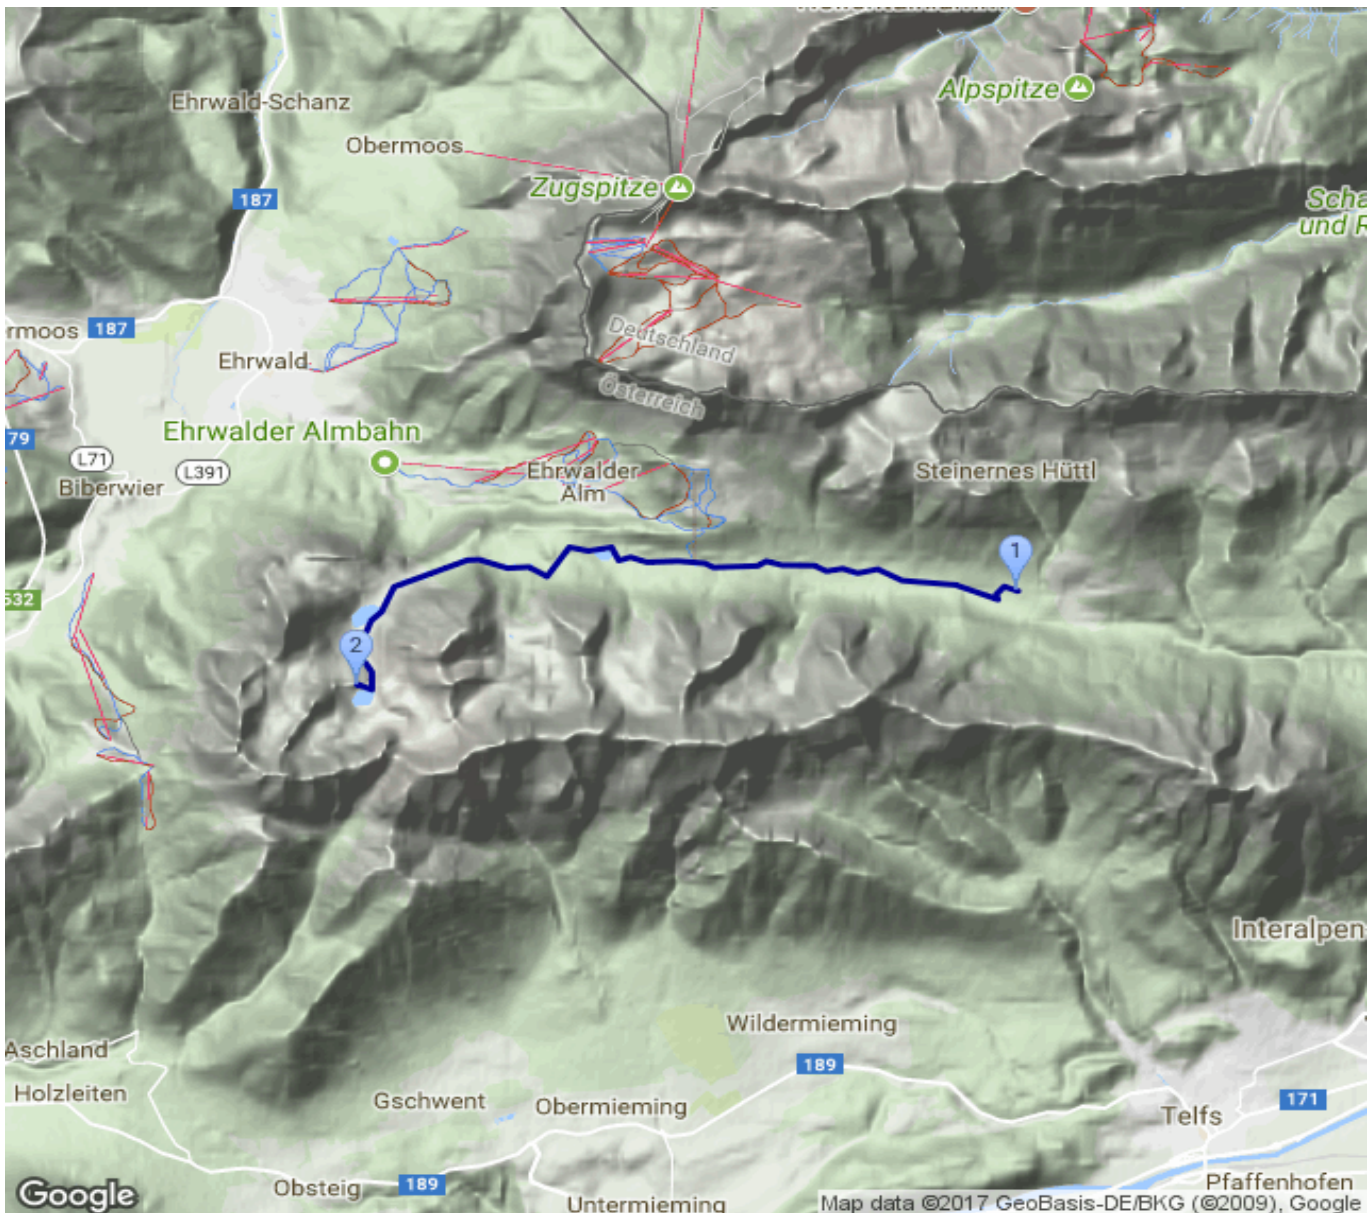 Alpspitze
Ehrwald-Schanz
Obermoos
Zugspitze
187
Scha
und R
187
ermoos
Deutschland
Ehrwald
Österreich
Ehrwalder Almbahn
79
L71
L391
Ehrwalder
Alm
Steinernes Hüttl
Biberwier
1
532
2
Interalpen-
Wildermieming
Aschland
189
Holzleiten
Gschwent
Obermieming
171
Telfs
Obsteig
189
Pfaffenhofen
Untermieming
Google
Map data ©2017 GeoBasis-DE/BKG (©2009), Google